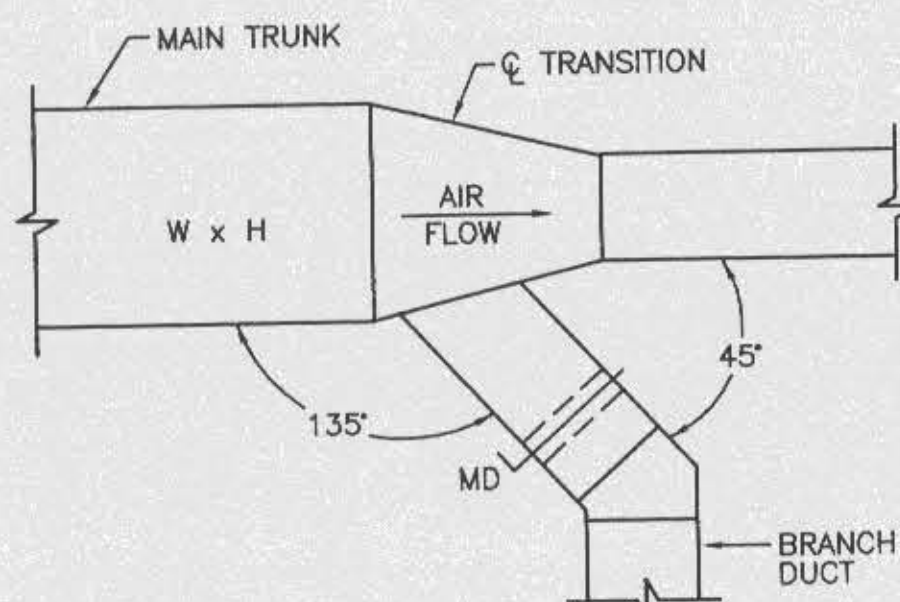 MAIN TRUNK
℄ TRANSITION
W x H
AIR
FLOW
45°
135°
MD
BRANCH
DUCT